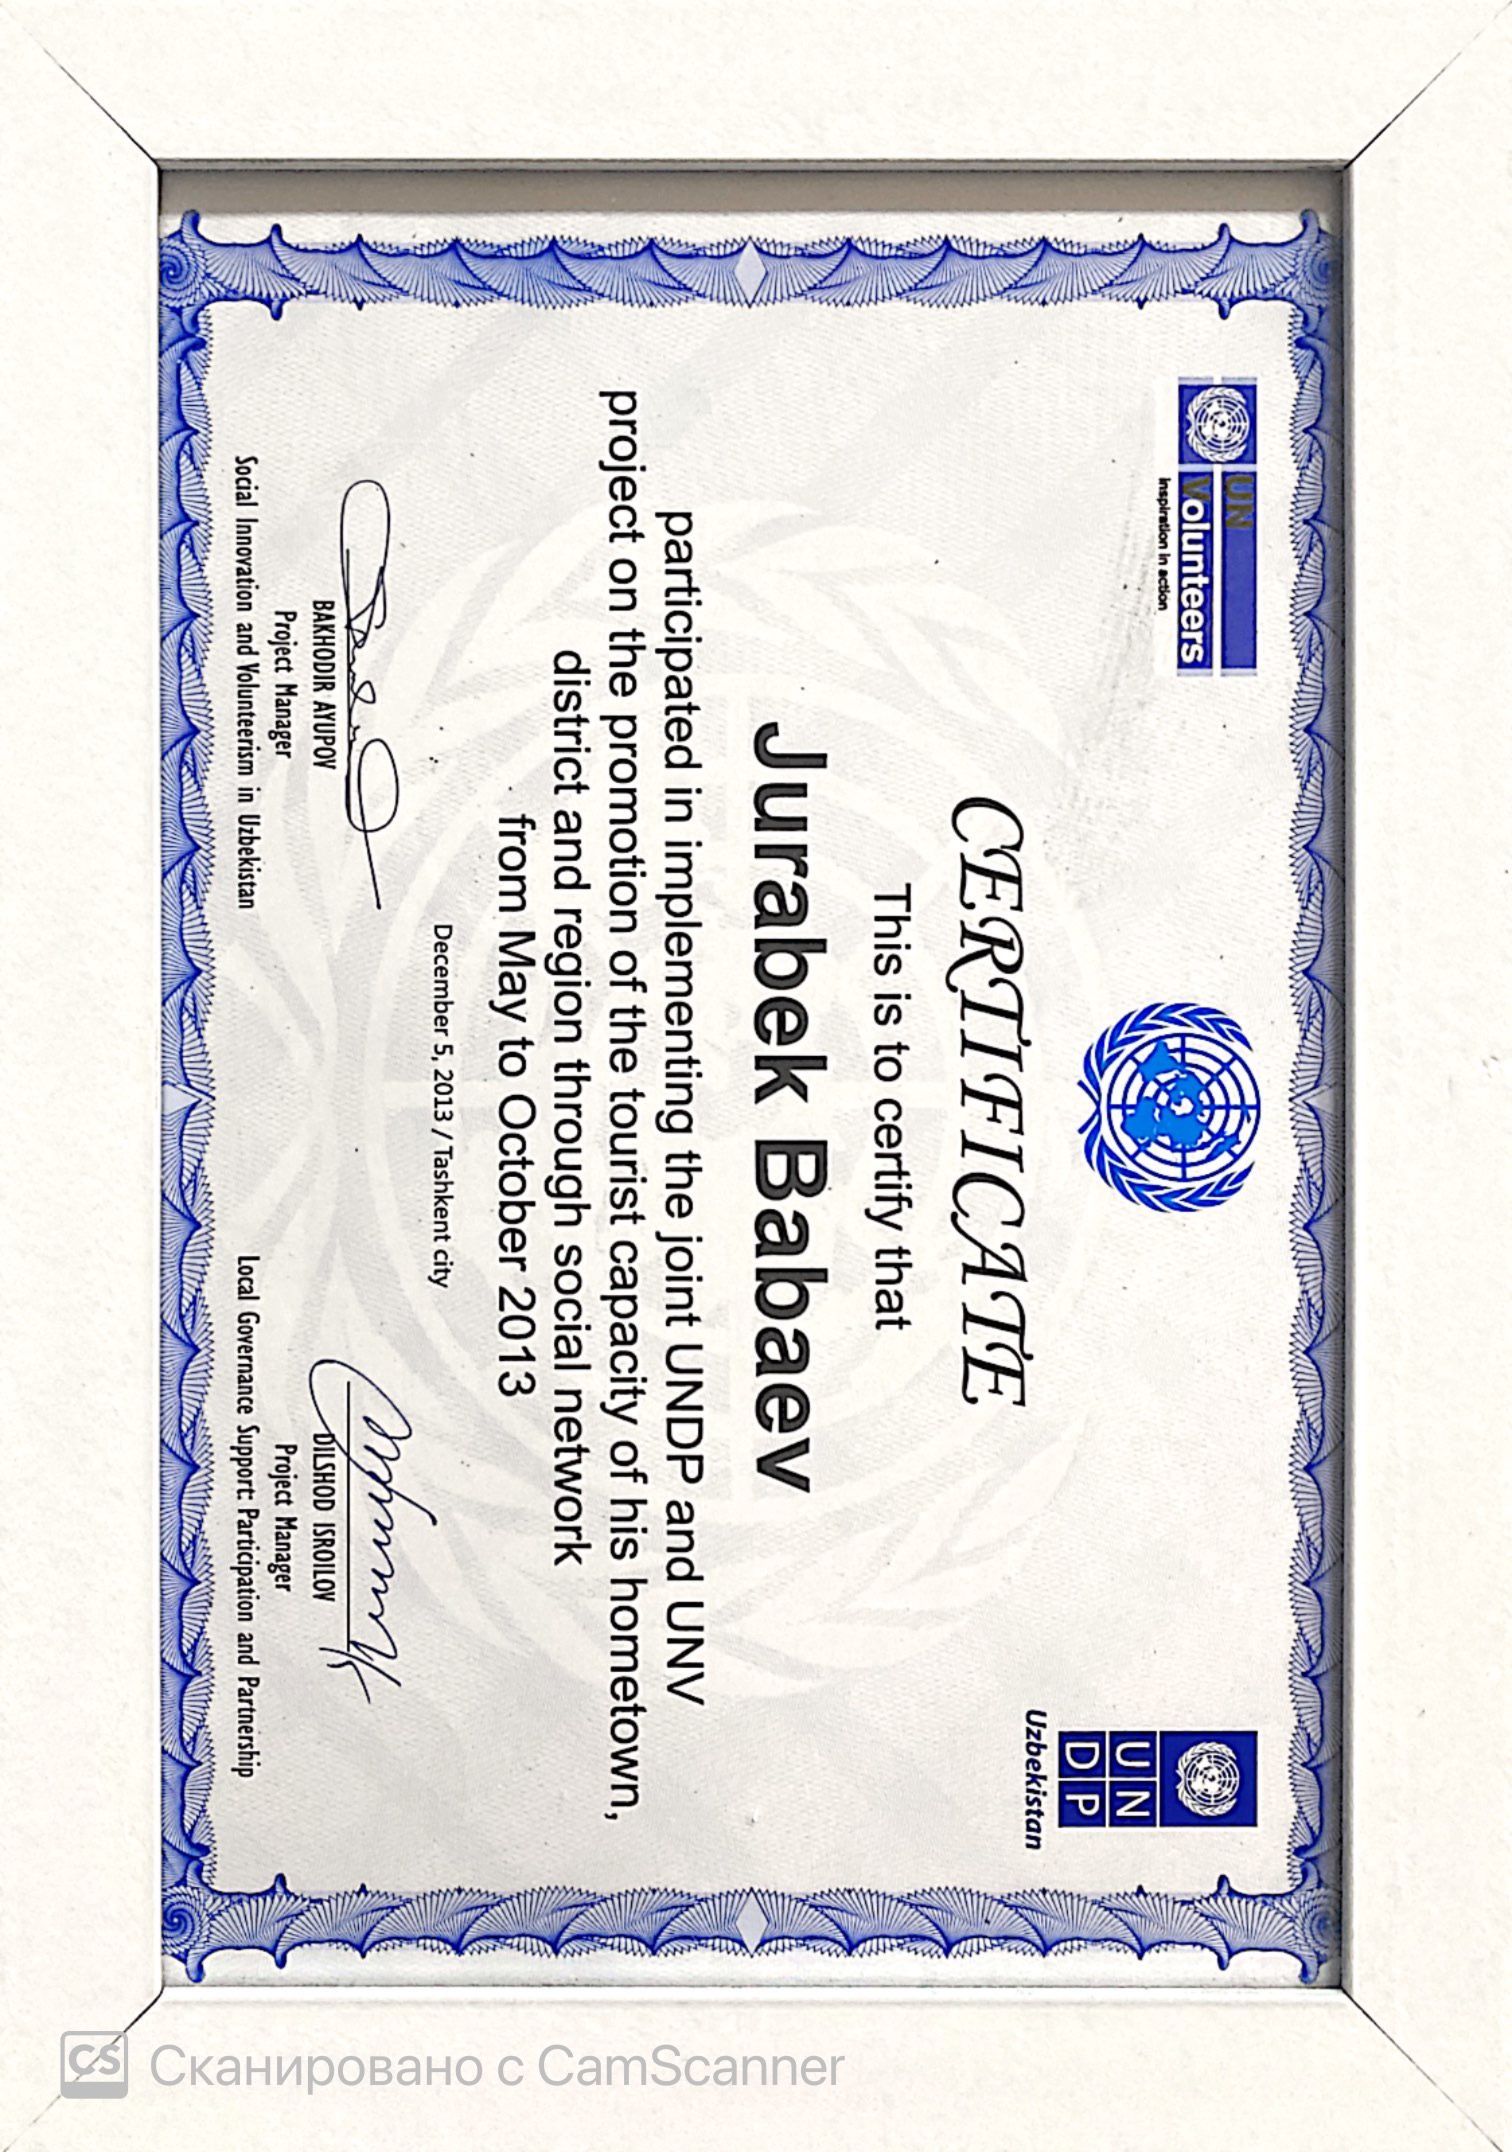 UN
Volunteers
inspiration in action
UN
DP
Uzbekistan
CERTIFICATE
This is to certify that
Jurabek Babaev
participated in implementing the joint UNDP and UNV
project on the promotion of the tourist capacity of his hometown,
district and region through social network
from May to October 2013
December 5, 2013 / Tashkent city
BAKHODIR AYUPOV
Project Manager
Social Innovation and Volunteerism in Uzbekistan
DILSHOD ISROILOV
Project Manager
Local Governance Support: Participation and Partnership
CS Сканировано с CamScanner